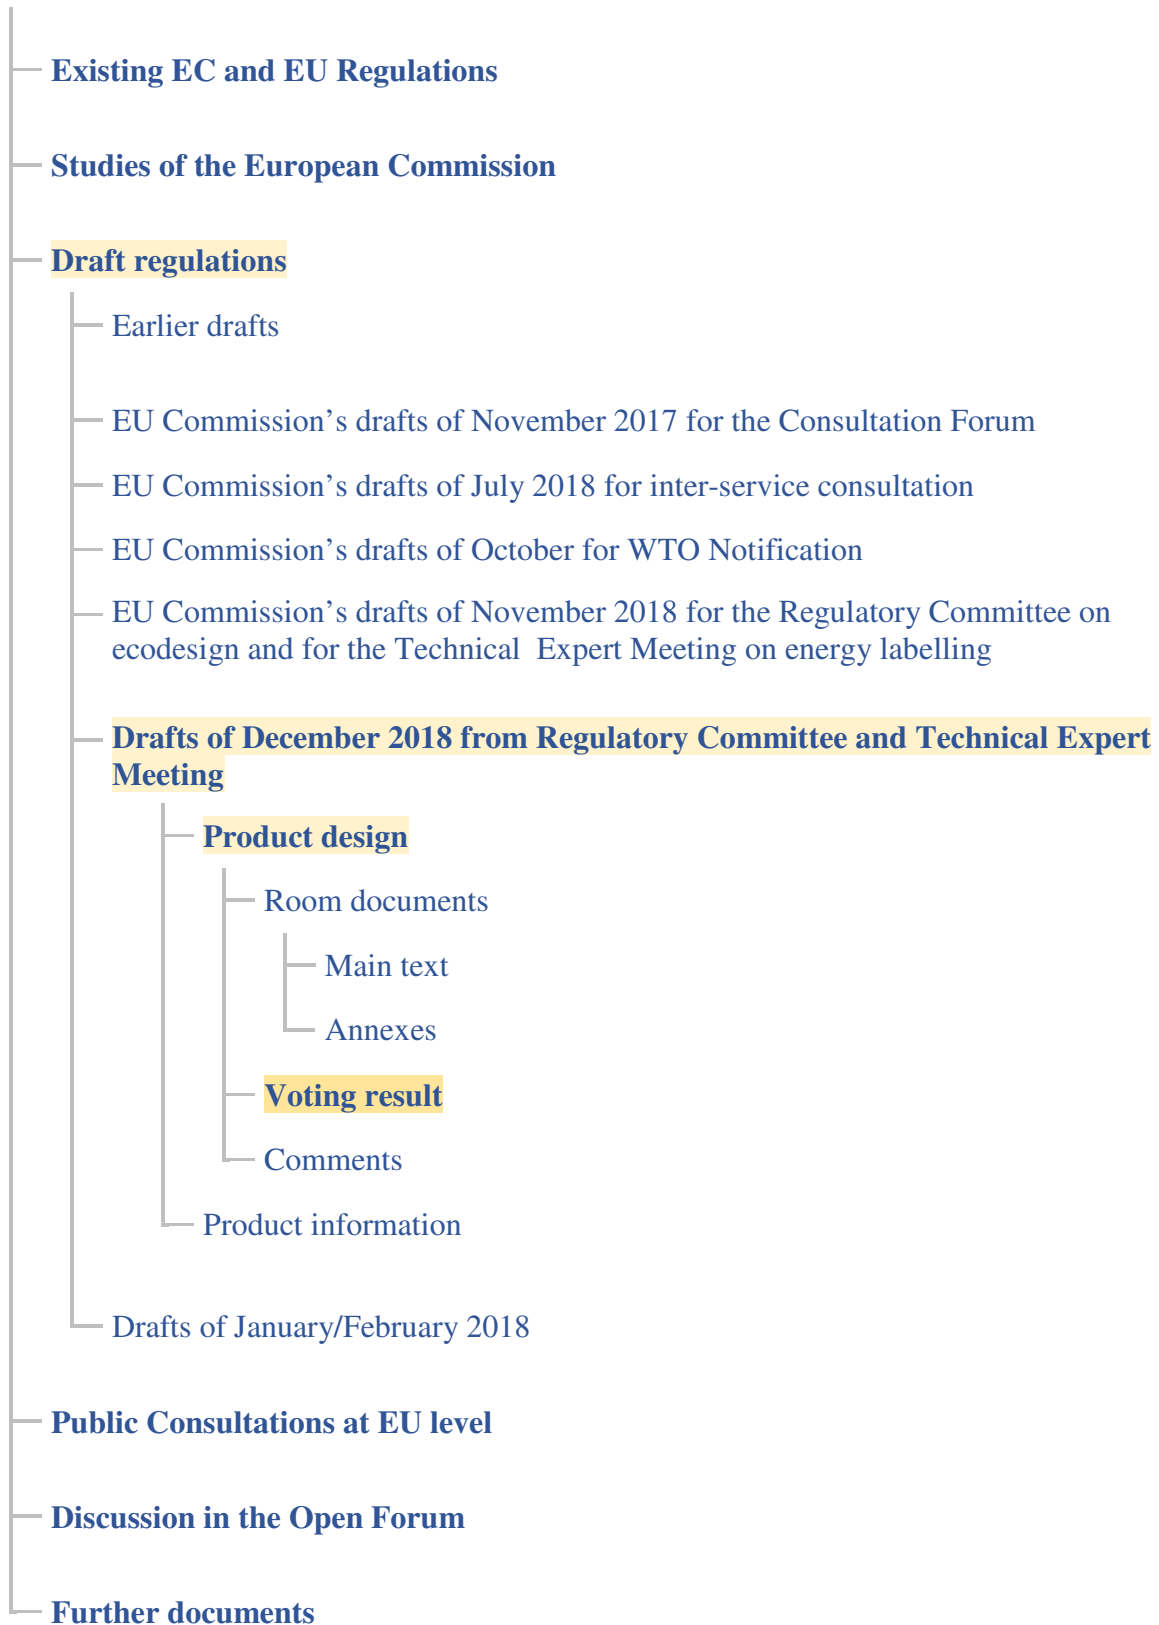 Existing EC and EU Regulations
Studies of the European Commission
Draft regulations
Earlier drafts
EU Commission’s drafts of November 2017 for the Consultation Forum
EU Commission’s drafts of July 2018 for inter-service consultation
EU Commission’s drafts of October for WTO Notification
EU Commission’s drafts of November 2018 for the Regulatory Committee on
ecodesign and for the Technical  Expert Meeting on energy labelling
Drafts of December 2018 from Regulatory Committee and Technical Expert
Meeting
Product design
Room documents
Main text
Annexes
Voting result
Comments
Product information
Drafts of January/February 2018
Public Consultations at EU level
Discussion in the Open Forum
Further documents